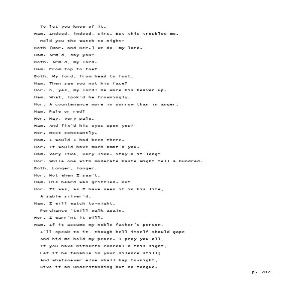 To let you know of it.
Ham. Indeed, indeed, sirs. But this troubles me.
Hold you the watch to-night?
Both [Mar. and Ber.] We do, my lord.
Ham. Arm'd, say you?
Both. Arm'd, my lord.
Ham. From top to toe?
Both. My lord, from head to foot.
Ham. Then saw you not his face?
Hor. O, yes, my lord! He wore his beaver up.
Ham. What, look'd he frowningly.
Hor. A countenance more in sorrow than in anger.
Ham. Pale or red?
Hor. Nay, very pale.
Ham. And fix'd his eyes upon you?
Hor. Most constantly.
Ham. I would I had been there.
Hor. It would have much amaz'd you.
Ham. Very like, very like. Stay'd it long?
Hor. While one with moderate haste might tell a hundred.
Both. Longer, longer.
Hor. Not when I saw't.
Ham. His beard was grizzled- no?
Hor. It was, as I have seen it in his life,
A sable silver'd.
Ham. I will watch to-night.
Perchance 'twill walk again.
Hor. I warr'nt it will.
Ham. If it assume my noble father's person,
I'll speak to it, though hell itself should gape
And bid me hold my peace. I pray you all,
If you have hitherto conceal'd this sight,
Let it be tenable in your silence still;
And whatsoever else shall hap to-night,
Give it an understanding but no tongue.